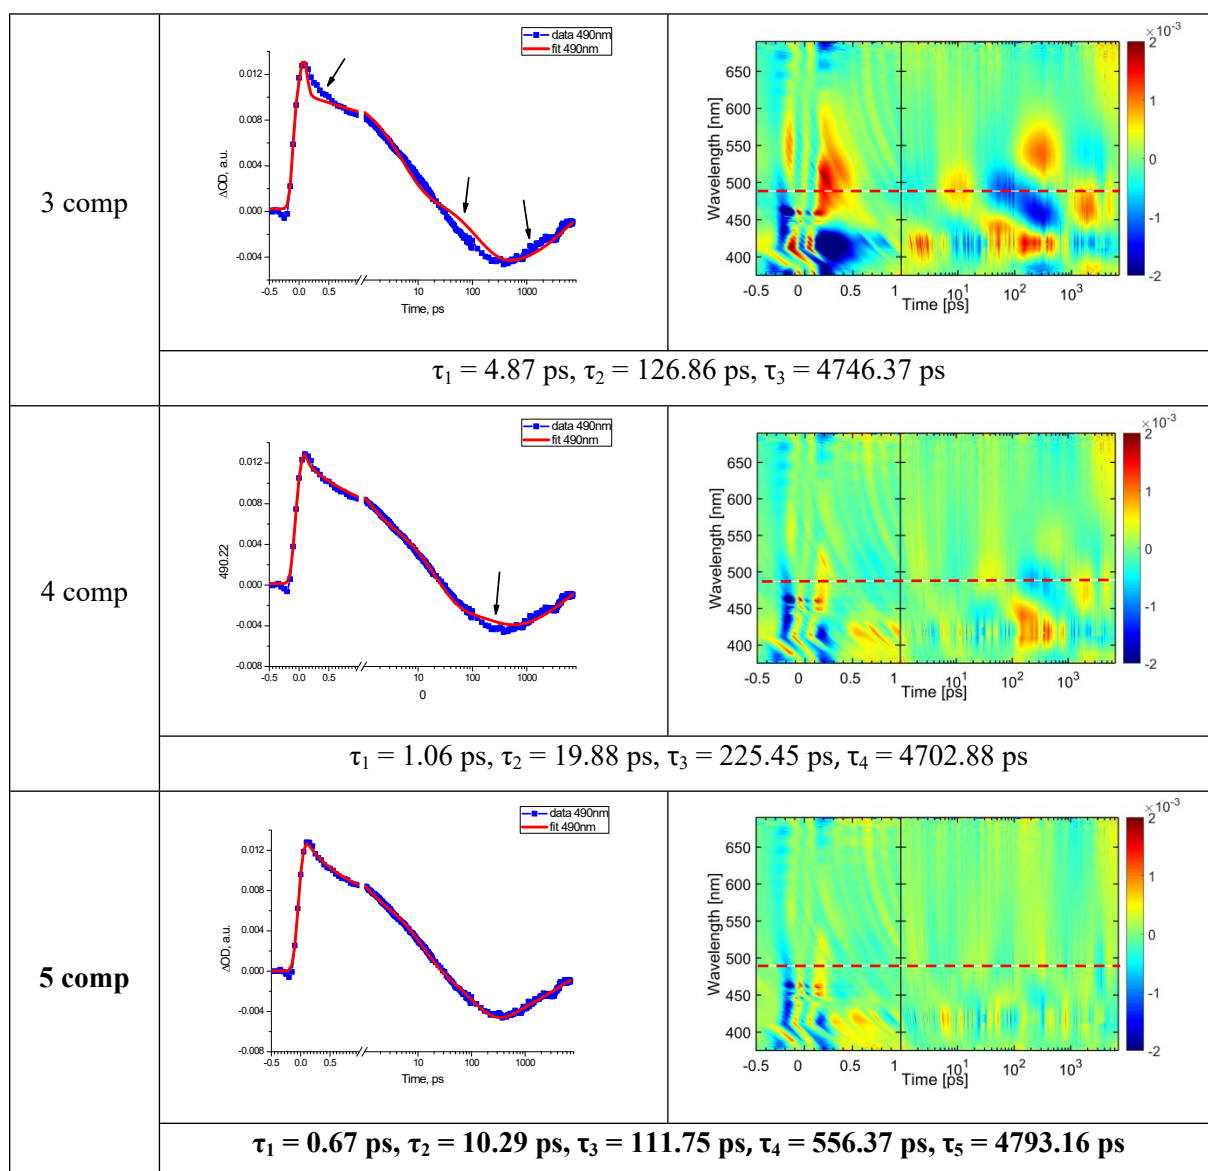 3 comp
data 490nm
fit 490nm
ΔOD, a.u.
0.012
0.008
0.004
0.000
-0.004
-0.5 0.0 0.5 10 100 1000
Time, ps
×10⁻³
650
600
550
500
450
400
Wavelength [nm]
2
1
0
-1
-2
-0.5 0 0.5 1 10¹ 10² 10³
Time [ps]
τ₁ = 4.87 ps, τ₂ = 126.86 ps, τ₃ = 4746.37 ps
4 comp
data 490nm
fit 490nm
490.22
0.012
0.008
0.004
0.000
-0.004
-0.008
-0.5 0.0 0.5 10 100 1000
0
×10⁻³
650
600
550
500
450
400
Wavelength [nm]
2
1
0
-1
-2
-0.5 0 0.5 1 10¹ 10² 10³
Time [ps]
τ₁ = 1.06 ps, τ₂ = 19.88 ps, τ₃ = 225.45 ps, τ₄ = 4702.88 ps
5 comp
data 490nm
fit 490nm
ΔOD, a.u.
0.012
0.008
0.004
0.000
-0.004
-0.008
-0.5 0.0 0.5 10 100 1000
Time, ps
×10⁻³
650
600
550
500
450
400
Wavelength [nm]
2
1
0
-1
-2
-0.5 0 0.5 1 10¹ 10² 10³
Time [ps]
τ₁ = 0.67 ps, τ₂ = 10.29 ps, τ₃ = 111.75 ps, τ₄ = 556.37 ps, τ₅ = 4793.16 ps